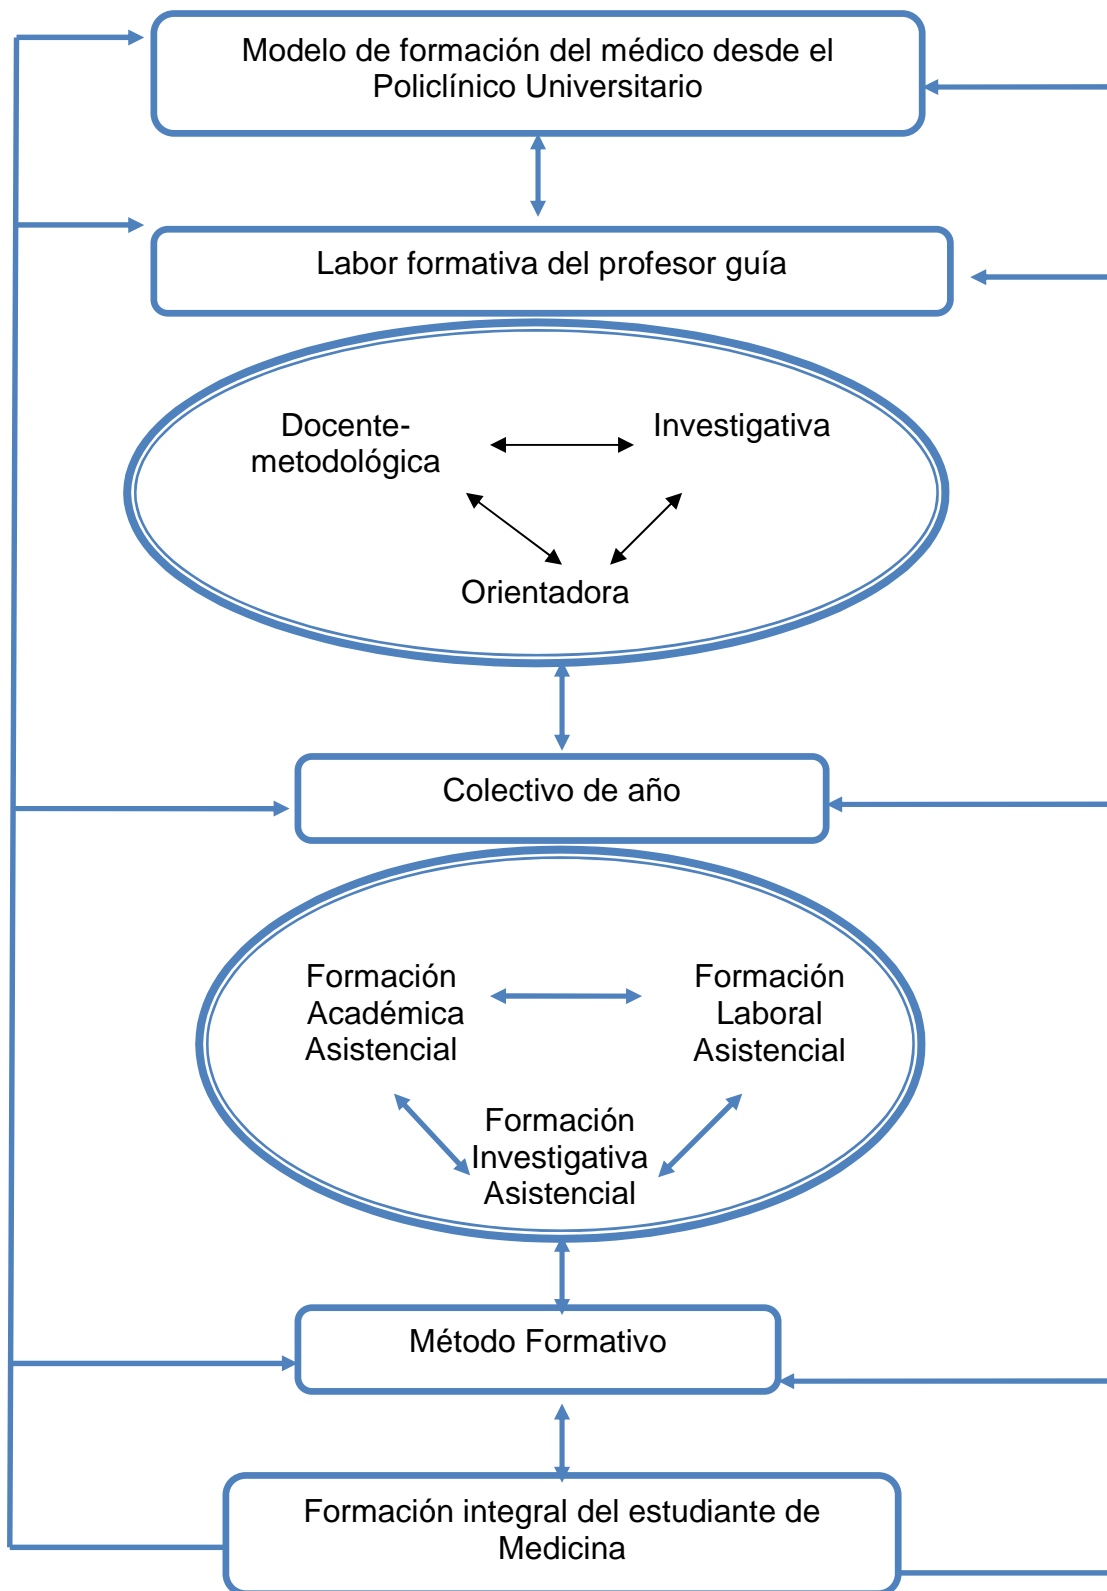 Modelo de formación del médico desde el
Policlínico Universitario
Labor formativa del profesor guía
Docente-
metodológica
Investigativa
Orientadora
Colectivo de año
Formación
Académica
Asistencial
Formación
Laboral
Asistencial
Formación
Investigativa
Asistencial
Método Formativo
Formación integral del estudiante de
Medicina